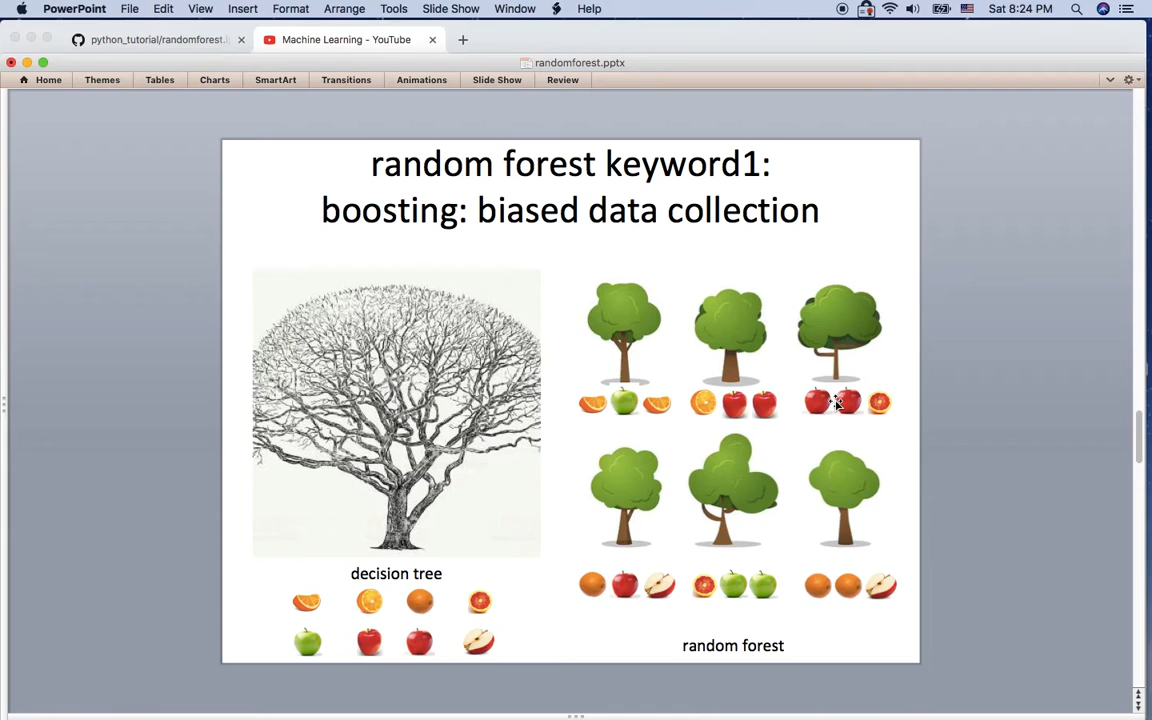 PowerPoint File Edit View Insert Format Arrange Tools Slide Show Window Help Sat 8:24 PM
python_tutorial/randomforest.i Machine Learning - YouTube
randomforest.pptx
Home Themes Tables Charts SmartArt Transitions Animations Slide Show Review
random forest keyword1:
boosting: biased data collection
decision tree
random forest